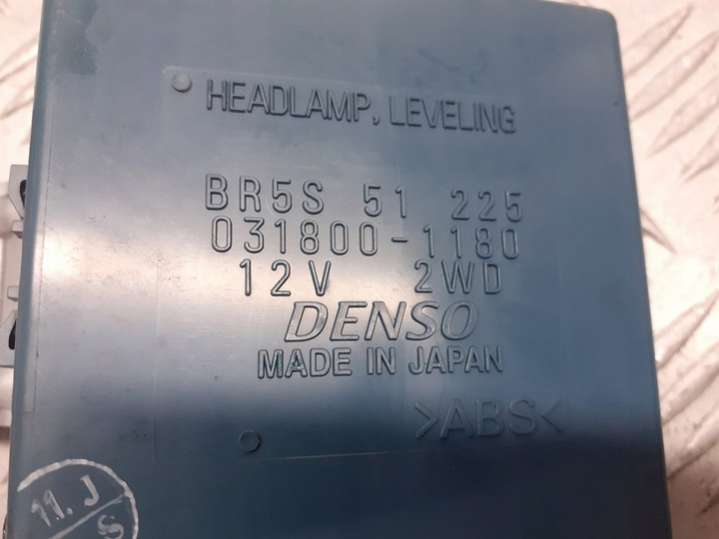 HEADLAMP, LEVELING
BR5S 51 225
031800-1180
12V 2WD
DENSO
MADE IN JAPAN
>ABS<
11. J
S